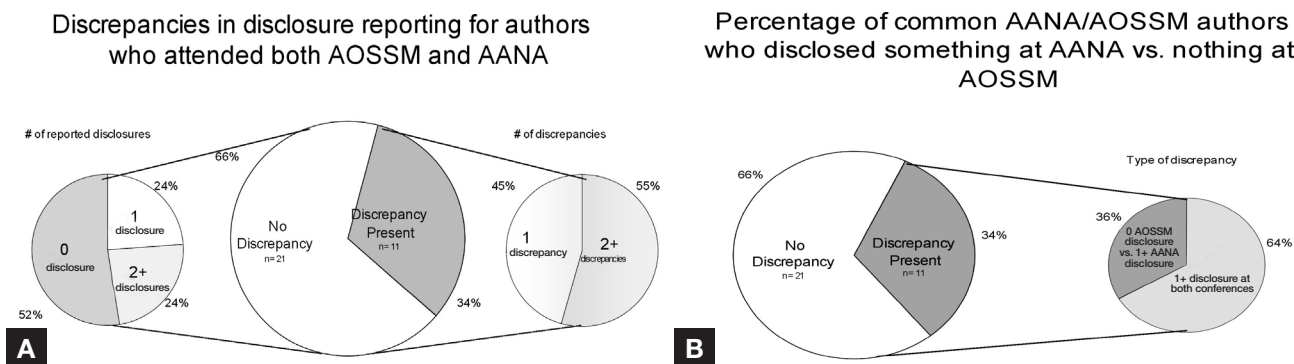 Discrepancies in disclosure reporting for authors
who attended both AOSSM and AANA
# of reported disclosures
# of discrepancies
66%
24%
1
disclosure
0
disclosure
2+
disclosures
24%
52%
No
Discrepancy
n= 21
Discrepancy
Present
n= 11
34%
45%
55%
1
discrepancy
2+
discrepancies
A
Percentage of common AANA/AOSSM authors
who disclosed something at AANA vs. nothing at
AOSSM
Type of discrepancy
66%
No
Discrepancy
n= 21
Discrepancy
Present
n= 11
34%
36%
0 AOSSM
disclosure
vs. 1+ AANA
disclosure
64%
1+ disclosure at
both conferences
B